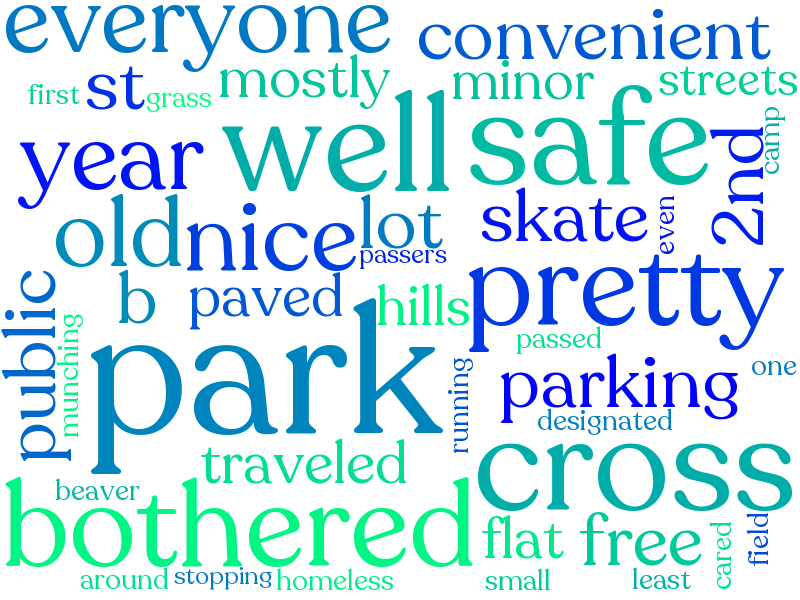 everyone
convenient
first
st
grass
mostly
minor
streets
year
well
safe
2nd
camp
old
nice
lot
passers
skate
even
public
munching
b
paved
hills
pretty
park
passed
running
parking
one
designated
traveled
cross
beaver
bothered
flat
free
cared
field
around
stopping
homeless
small
least